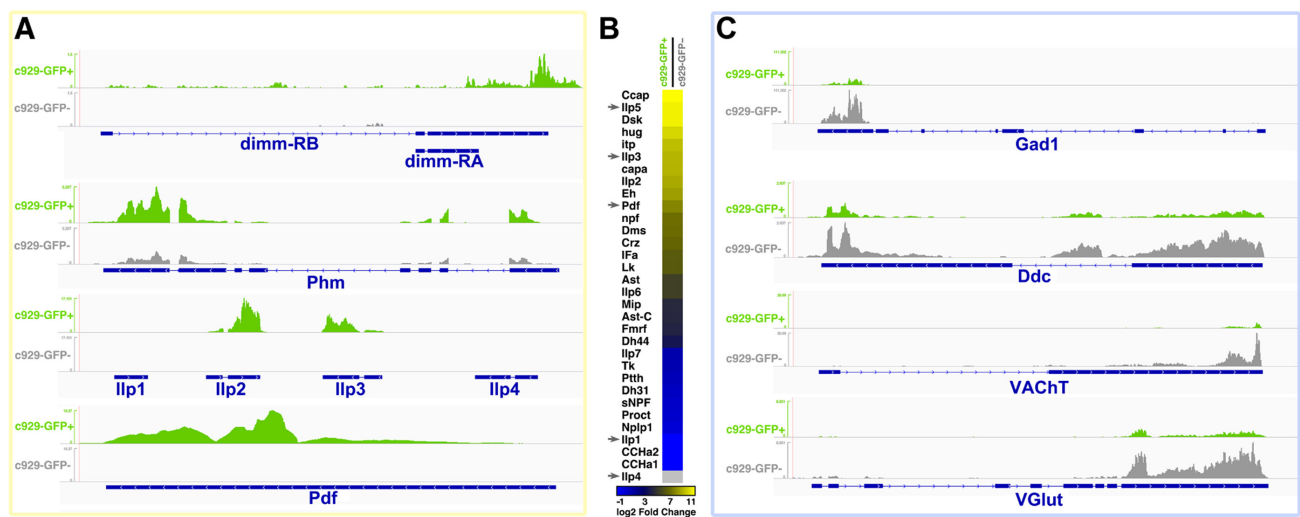 A
c929-GFP+
c929-GFP-
dimm-RB
dimm-RA
c929-GFP+
c929-GFP-
Phm
c929-GFP+
c929-GFP-
Ilp1 Ilp2 Ilp3 Ilp4
c929-GFP+
c929-GFP-
Pdf
B
c929-GFP+
c929-GFP-
Ccap
Ilp5
Dsk
hug
itp
Ilp3
capa
Ilp2
Eh
Pdf
npf
Dms
Crz
IFa
Lk
Ast
Ilp6
Mip
Ast-C
Fmrf
Dh44
Ilp7
Tk
Ptth
Dh31
sNPF
Proct
Nplp1
Ilp1
CCHa2
CCHa1
Ilp4
-1 3 7 11
log2 Fold Change
C
c929-GFP+
c929-GFP-
Gad1
c929-GFP+
c929-GFP-
Ddc
c929-GFP+
c929-GFP-
VAChT
c929-GFP+
c929-GFP-
VGlut